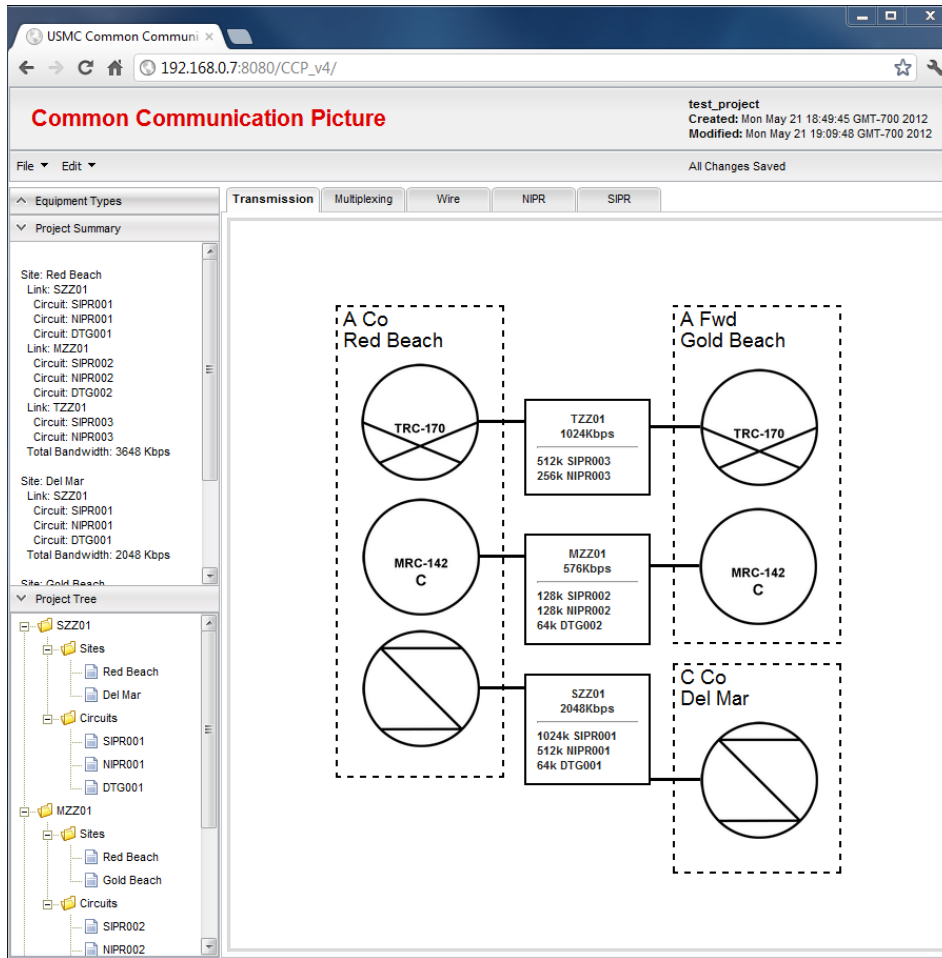 USMC Common Communi
192.168.0.7:8080/CCP_v4/
Common Communication Picture
test_project
Created: Mon May 21 18:49:45 GMT-700 2012
Modified: Mon May 21 19:09:48 GMT-700 2012
File Edit
All Changes Saved
Equipment Types
Project Summary
Site: Red Beach
Link: SZZ01
Circuit: SIPR001
Circuit: NIPR001
Circuit: DTG001
Link: MZZ01
Circuit: SIPR002
Circuit: NIPR002
Circuit: DTG002
Link: TZZ01
Circuit: SIPR003
Circuit: NIPR003
Total Bandwidth: 3648 Kbps
Site: Del Mar
Link: SZZ01
Circuit: SIPR001
Circuit: NIPR001
Circuit: DTG001
Total Bandwidth: 2048 Kbps
Site: Gold Beach
Project Tree
SZZ01
Sites
Red Beach
Del Mar
Circuits
SIPR001
NIPR001
DTG001
MZZ01
Sites
Red Beach
Gold Beach
Circuits
SIPR002
NIPR002
Transmission Multiplexing Wire NIPR SIPR
A Co
Red Beach
TRC-170
MRC-142
C
TZZ01
1024Kbps
512k SIPR003
256k NIPR003
MZZ01
576Kbps
128k SIPR002
128k NIPR002
64k DTG002
SZZ01
2048Kbps
1024k SIPR001
512k NIPR001
64k DTG001
A Fwd
Gold Beach
TRC-170
MRC-142
C
C Co
Del Mar